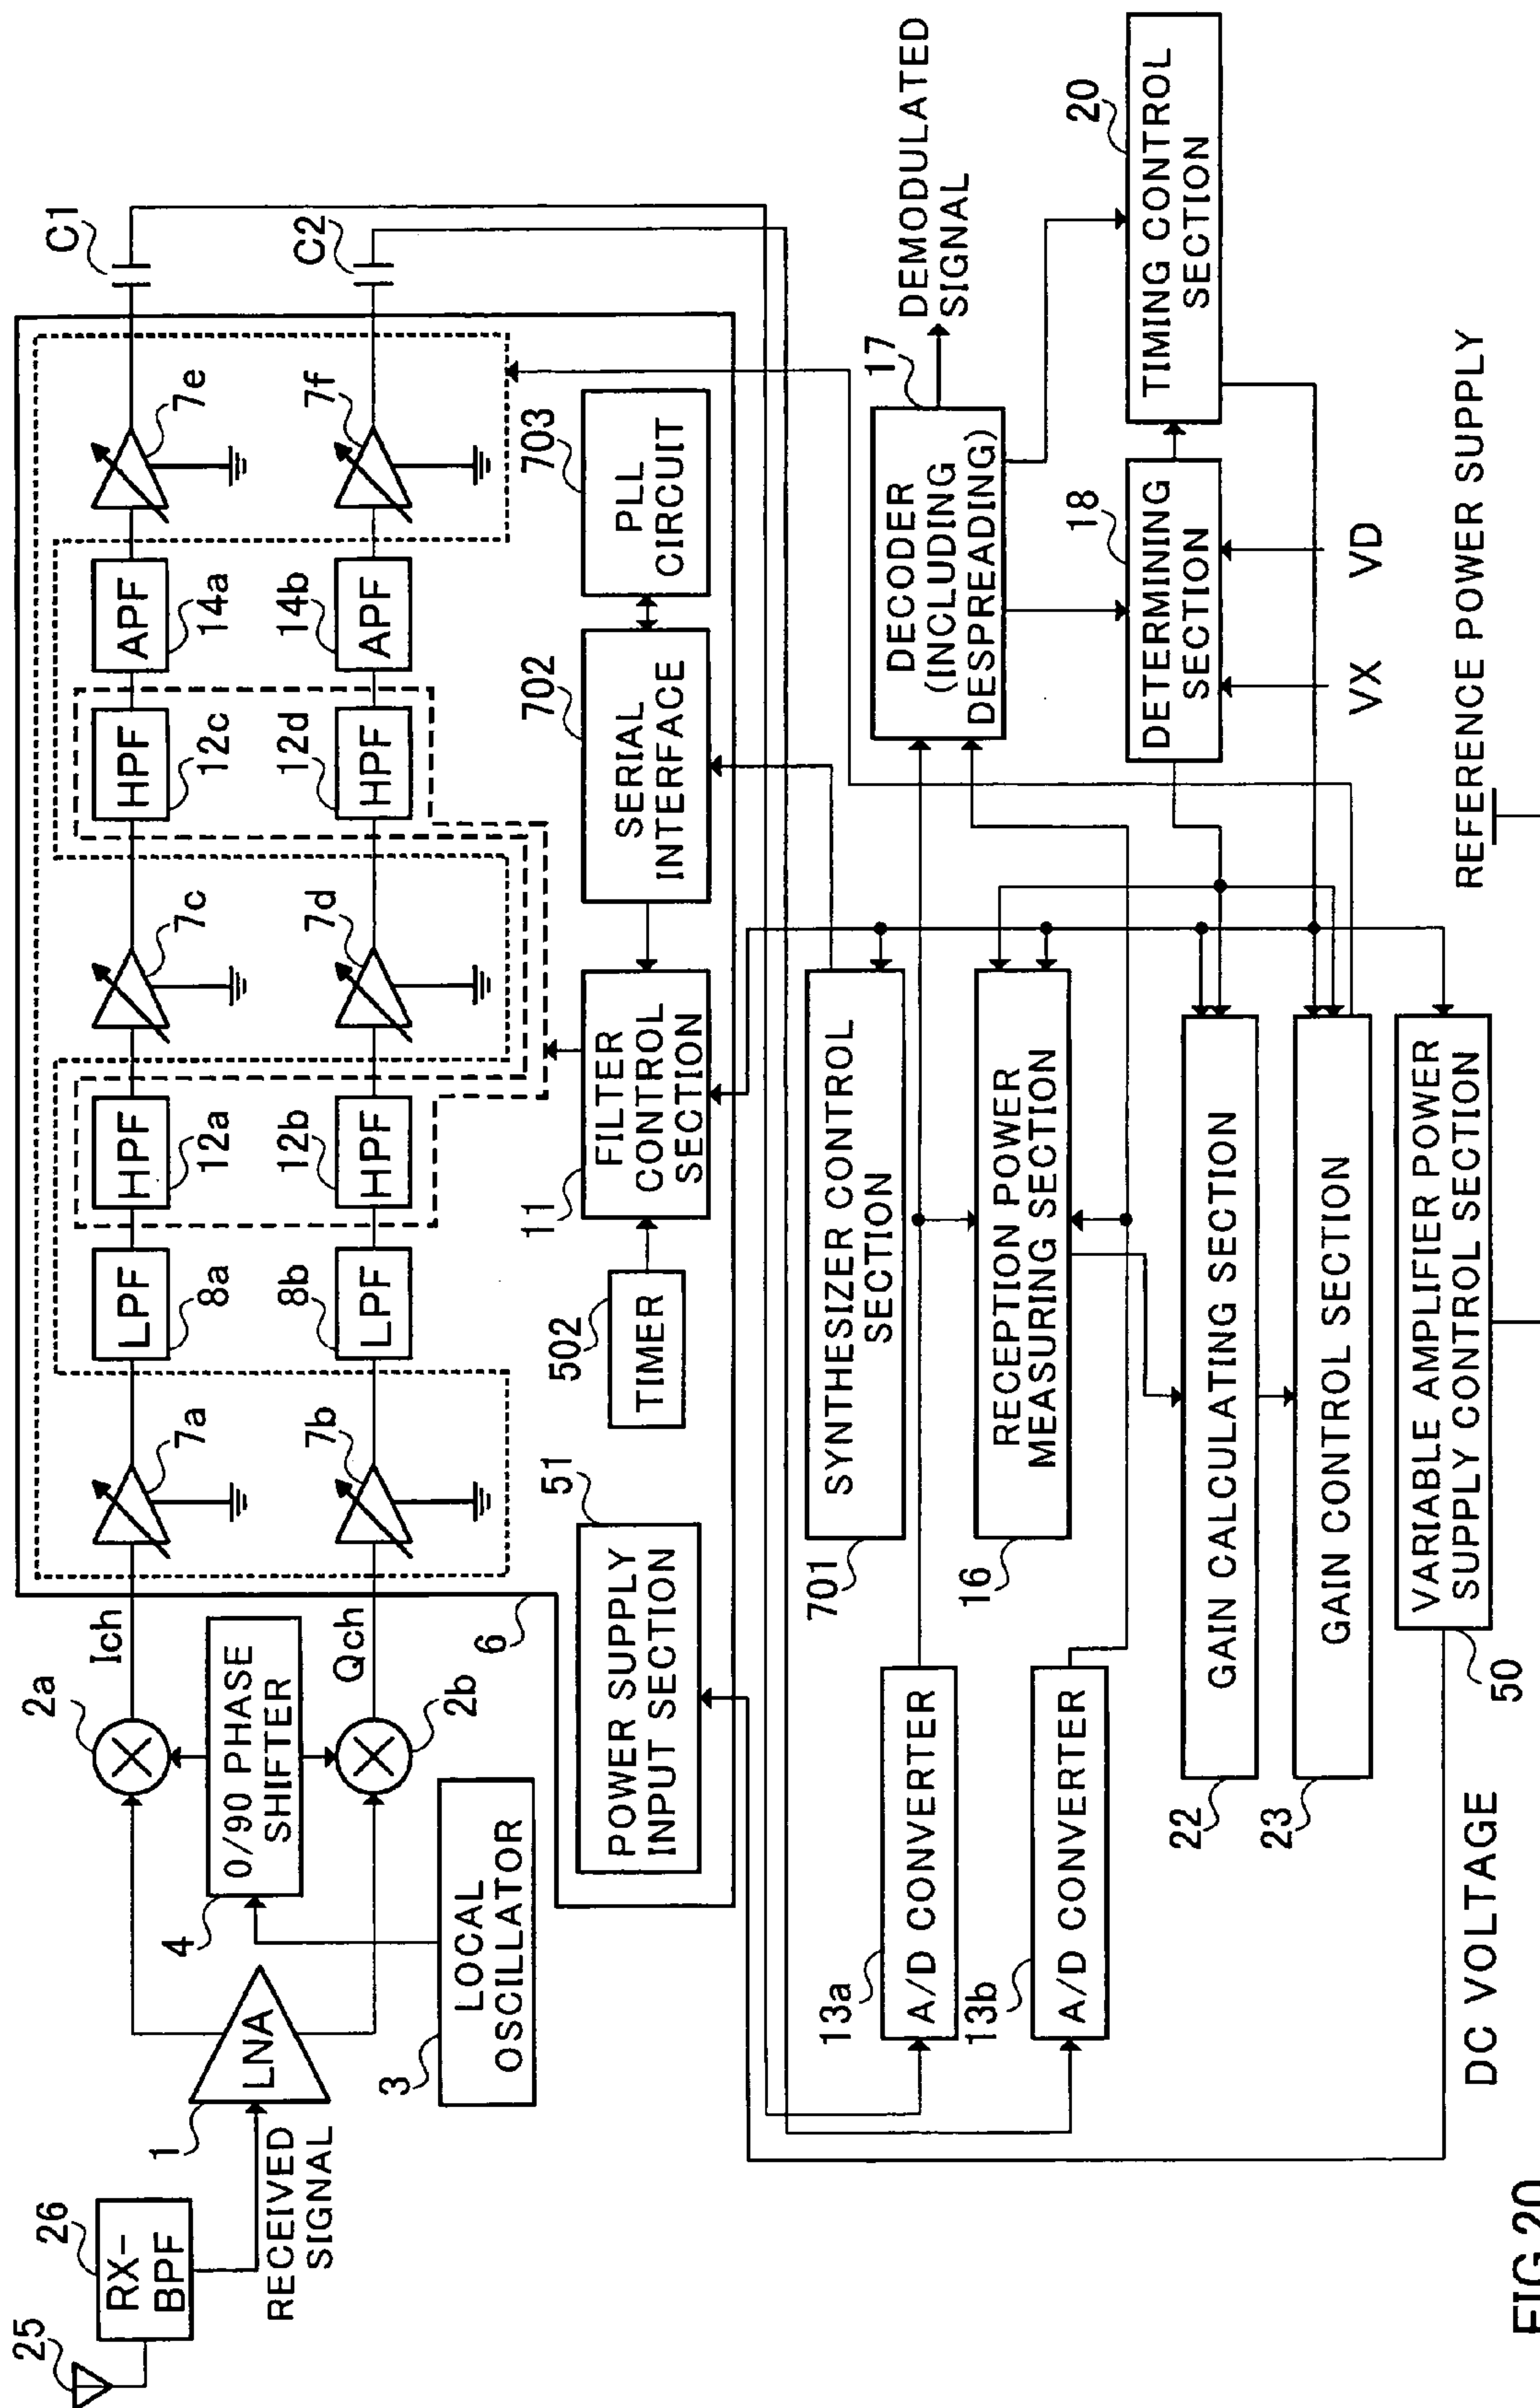 25
26
RX-
BPF
RECEIVED
SIGNAL
1
LNA
3
LOCAL
OSCILLATOR
4
0/90 PHASE
SHIFTER
2a
2b
Ich
Qch
6
7a
7b
LPF
8a
LPF
8b
HPF
12a
HPF
12b
7c
7d
HPF
12c
HPF
12d
APF
14a
APF
14b
7e
7f
C1
C2
51
POWER SUPPLY
INPUT SECTION
502
TIMER
11
FILTER
CONTROL
SECTION
702
SERIAL
INTERFACE
703
PLL
CIRCUIT
701
SYNTHESIZER CONTROL
SECTION
13a
A/D CONVERTER
13b
A/D CONVERTER
16
RECEPTION POWER
MEASURING SECTION
17
DECODER
(INCLUDING
DESPREADING)
DEMODULATED
SIGNAL
18
DETERMINING
SECTION
VX
VD
20
TIMING CONTROL
SECTION
22
GAIN CALCULATING SECTION
23
GAIN CONTROL SECTION
50
VARIABLE AMPLIFIER POWER
SUPPLY CONTROL SECTION
DC VOLTAGE
REFERENCE POWER SUPPLY
FIG.20